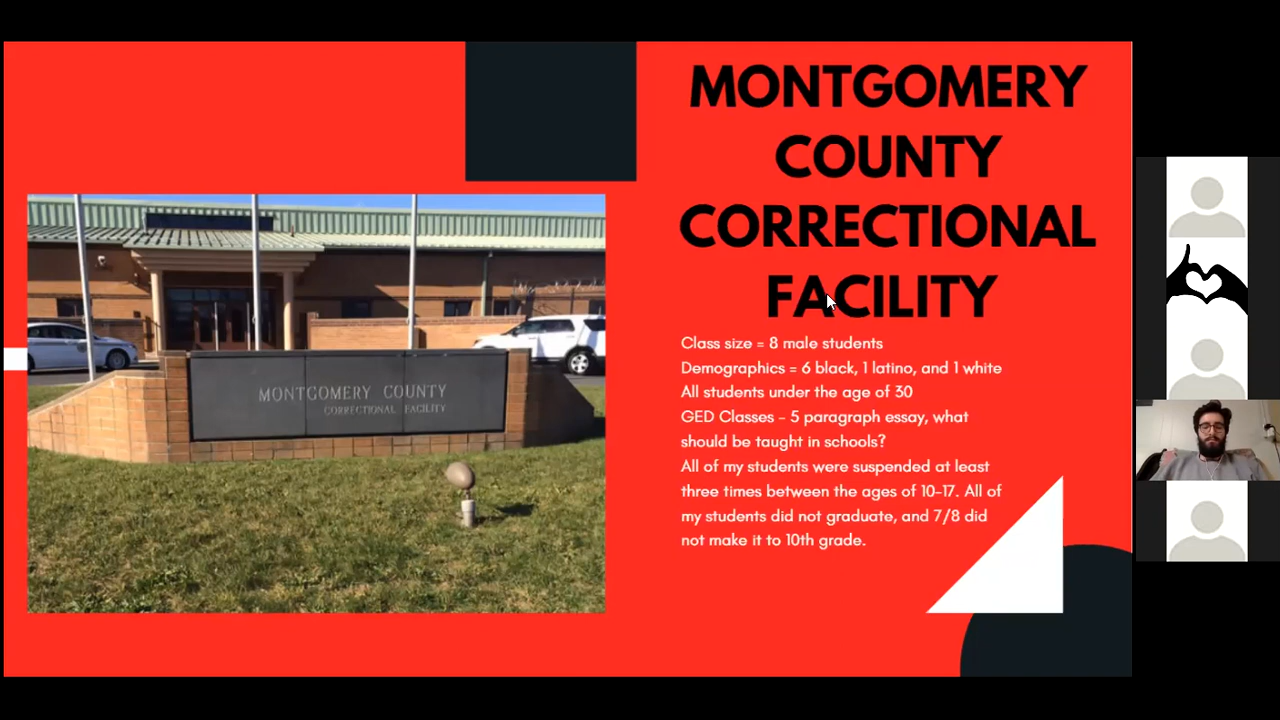 MONTGOMERY
COUNTY
CORRECTIONAL
FACILITY
Class size = 8 male students
Demographics = 6 black, 1 latino, and 1 white
All students under the age of 30
GED Classes - 5 paragraph essay, what
should be taught in schools?
All of my students were suspended at least
three times between the ages of 10-17. All of
my students did not graduate, and 7/8 did
not make it to 10th grade.
MONTGOMERY COUNTY
CORRECTIONAL FACILITY